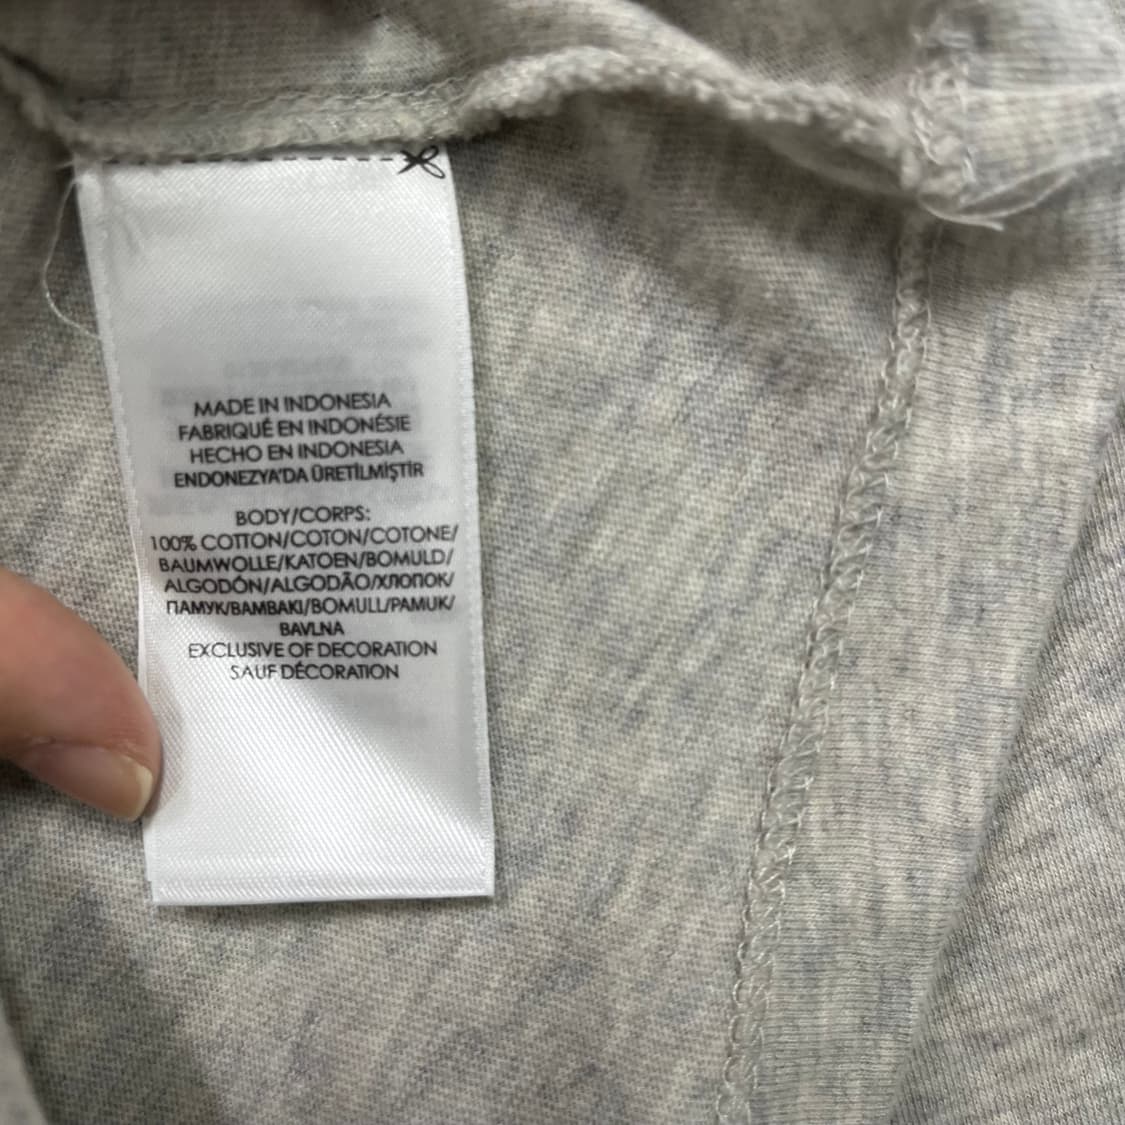 MADE IN INDONESIA
FABRIQUÉ EN INDONÉSIE
HECHO EN INDONESIA
ENDONEZYA'DA ÜRETİLMİŞTİR
BODY/CORPS:
100% COTTON/COTON/COTONE/
BAUMWOLLE/KATOEN/BOMULD/
ALGODÓN/ALGODÃO/ХЛОПОК/
ПАМУК/BAMBAKI/BOMULL/PAMUK/
BAVLNA
EXCLUSIVE OF DECORATION
SAUF DÉCORATION